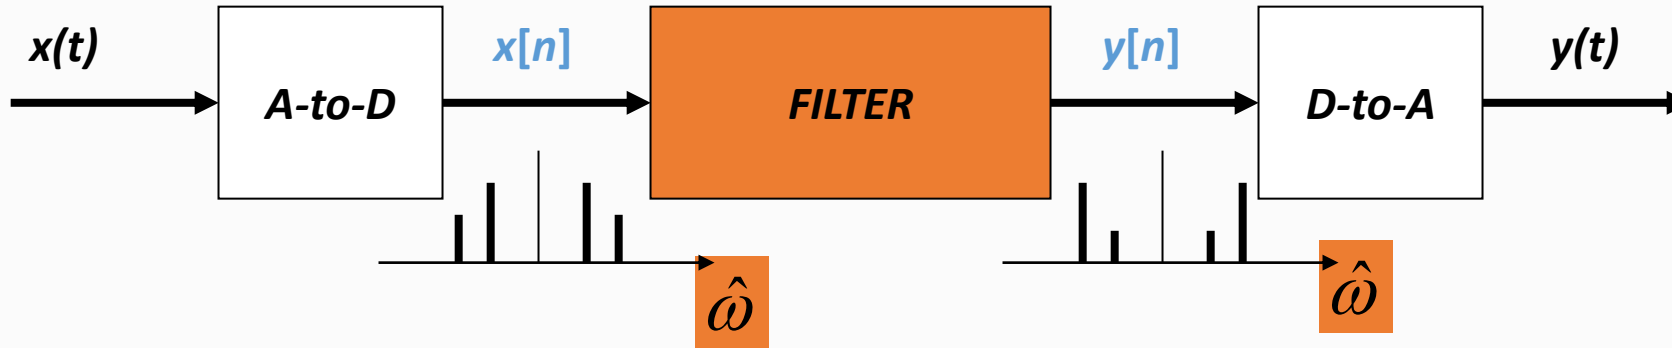 x(t)
A-to-D
x[n]
FILTER
y[n]
D-to-A
y(t)
ω̂
ω̂